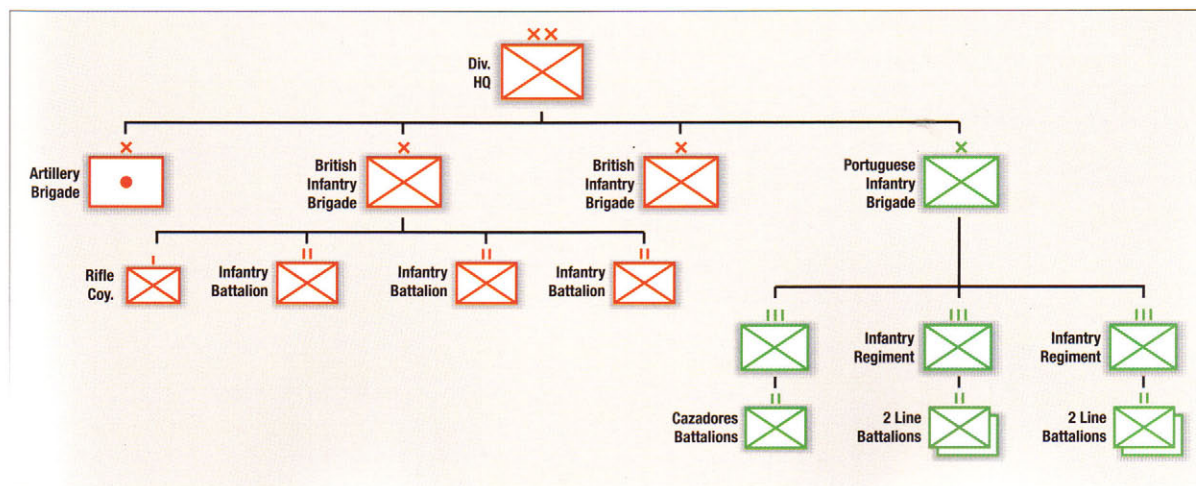 Div.
HQ
Artillery
Brigade
British
Infantry
Brigade
British
Infantry
Brigade
Portuguese
Infantry
Brigade
Rifle
Coy.
Infantry
Battalion
Infantry
Battalion
Infantry
Battalion
Infantry
Regiment
Infantry
Regiment
Cazadores
Battalions
2 Line
Battalions
2 Line
Battalions